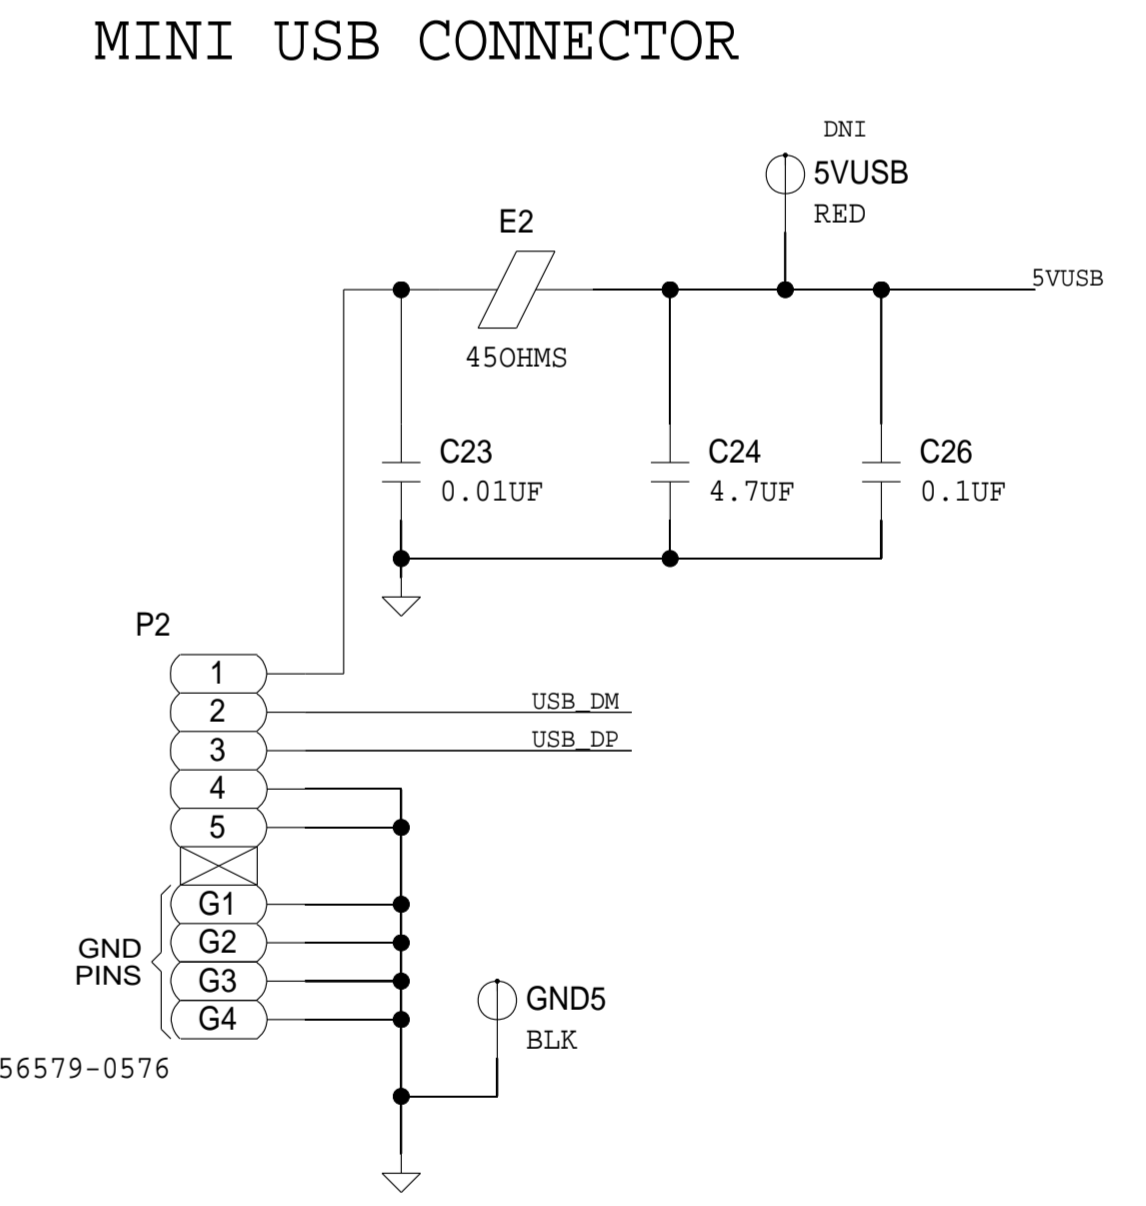 MINI USB CONNECTOR
DNI
5VUSB
RED
E2
5VUSB
45OHMS
C23
0.01UF
C24
4.7UF
C26
0.1UF
P2
1
2
USB_DM
3
USB_DP
4
5
G1
G2
G3
G4
GND
PINS
GND5
BLK
56579-0576